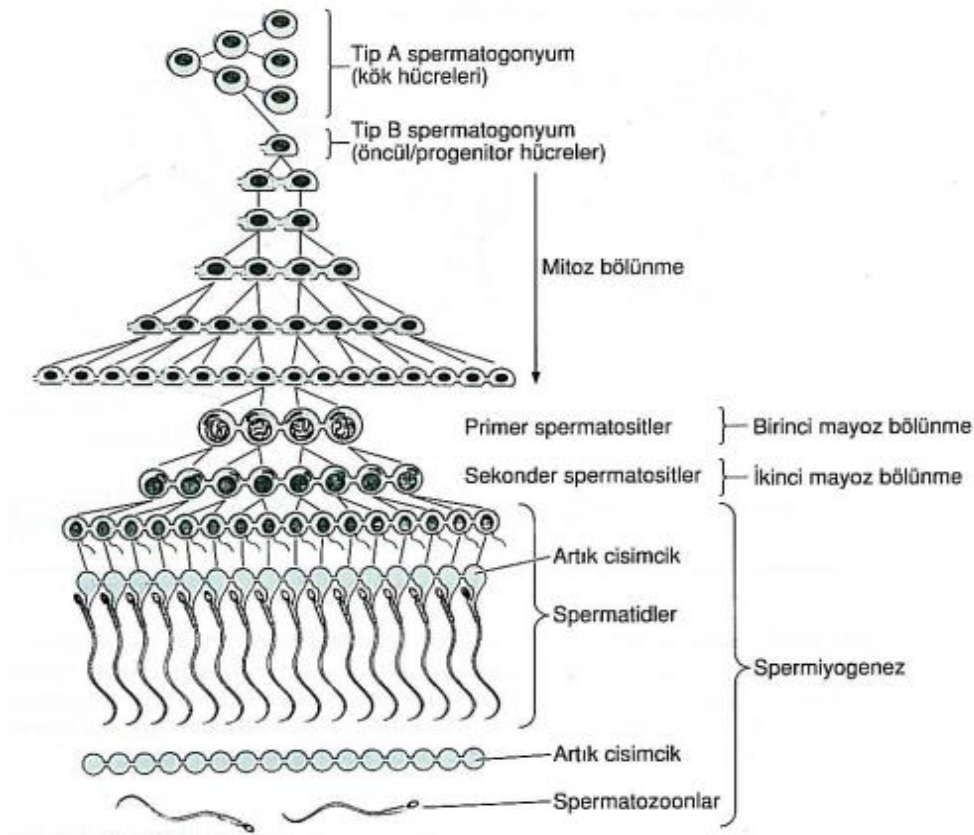 Tip A spermatogonyum
(kök hücreleri)
Tip B spermatogonyum
(öncül/progenitor hücreler)
Mitoz bölünme
Primer spermatositler
Birinci mayoz bölünme
Sekonder spermatositler
İkinci mayoz bölünme
Artık cisimcik
Spermatidler
Spermiyogenez
Artık cisimcik
Spermatozoonlar